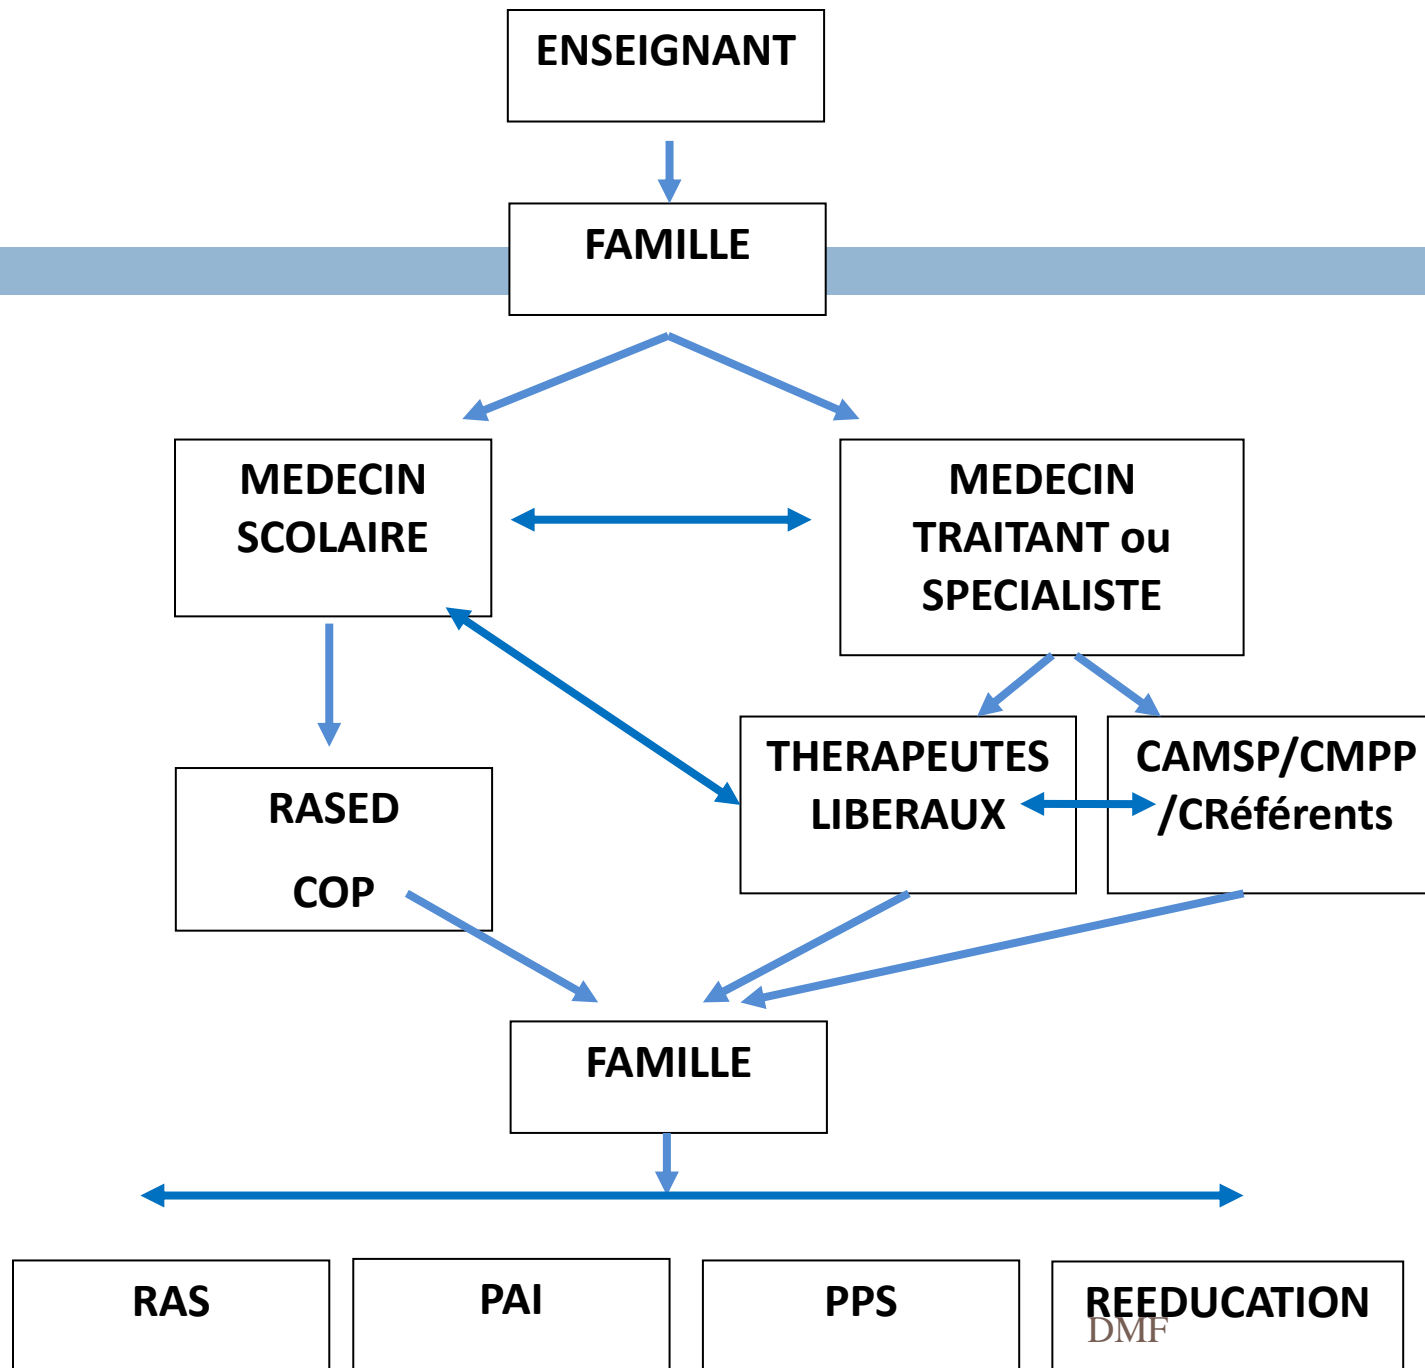 ENSEIGNANT
FAMILLE
MEDECIN
SCOLAIRE
MEDECIN
TRAITANT ou
SPECIALISTE
THERAPEUTES
LIBERAUX
CAMSP/CMPP
/CRéférents
RASED
COP
FAMILLE
RAS
PAI
PPS
REEDUCATION
DMF